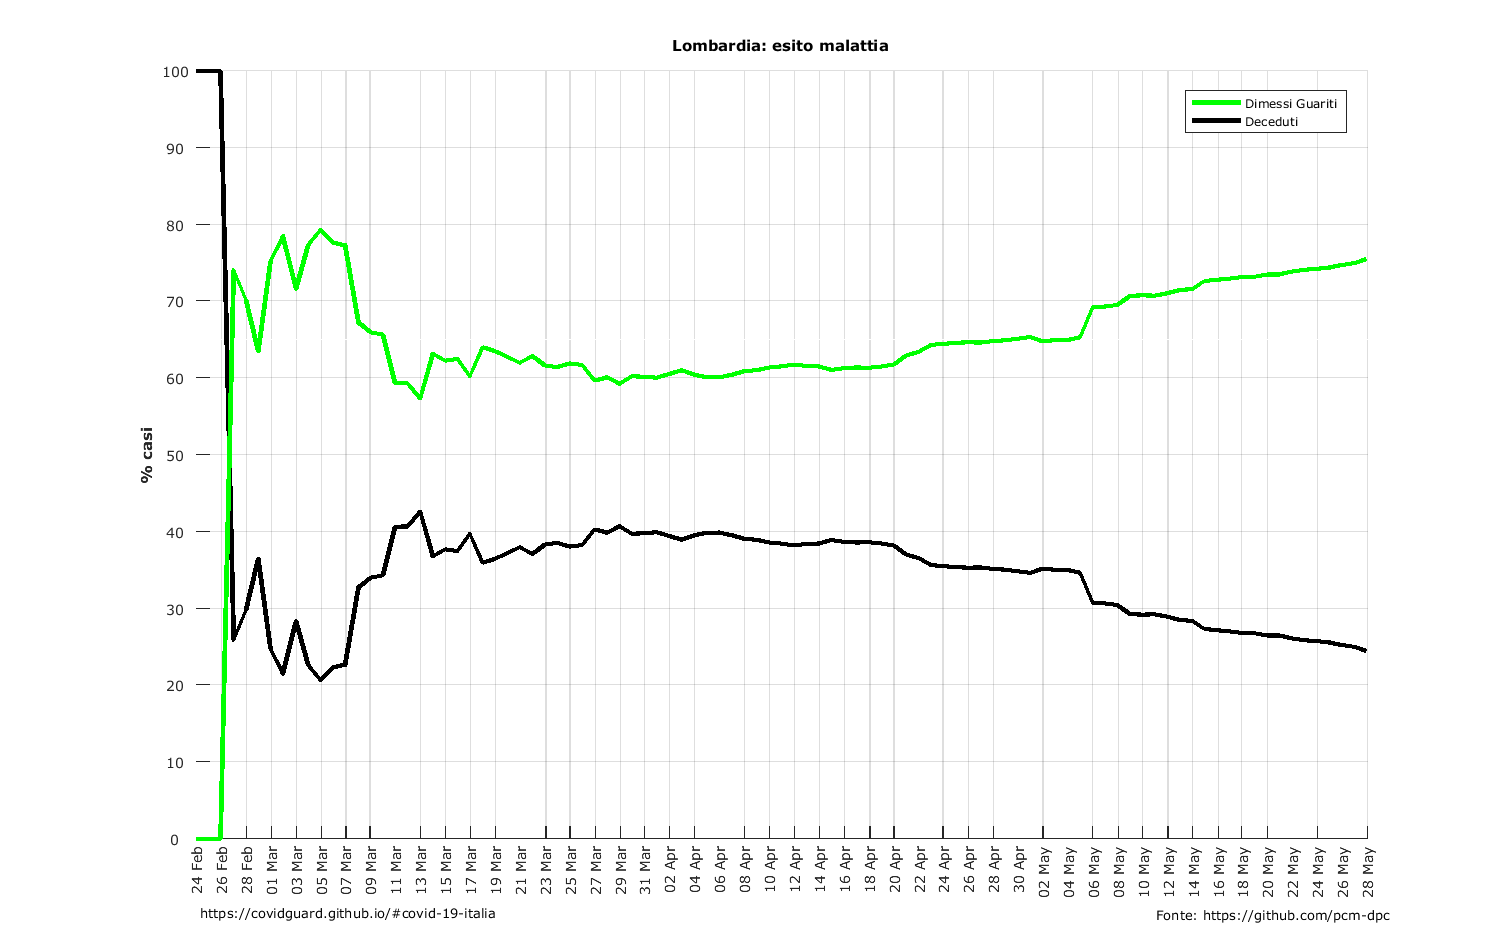 Lombardia: esito malattia
100
90
80
70
60
50
40
30
20
10
0
% casi
Dimessi Guariti
Deceduti
24 Feb
26 Feb
28 Feb
01 Mar
03 Mar
05 Mar
07 Mar
09 Mar
11 Mar
13 Mar
15 Mar
17 Mar
19 Mar
21 Mar
23 Mar
25 Mar
27 Mar
29 Mar
31 Mar
02 Apr
04 Apr
06 Apr
08 Apr
10 Apr
12 Apr
14 Apr
16 Apr
18 Apr
20 Apr
22 Apr
24 Apr
26 Apr
28 Apr
30 Apr
02 May
04 May
06 May
08 May
10 May
12 May
14 May
16 May
18 May
20 May
22 May
24 May
26 May
28 May
https://covidguard.github.io/#covid-19-italia
Fonte: https://github.com/pcm-dpc